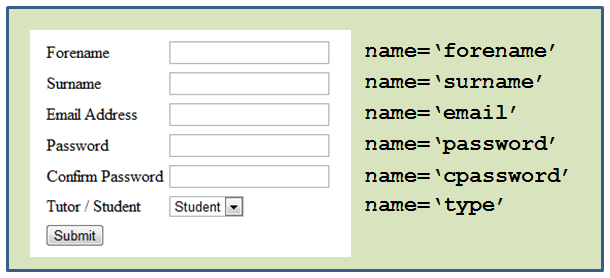 Forename name=‘forename’
Surname name=‘surname’
Email Address name=‘email’
Password name=‘password’
Confirm Password name=‘cpassword’
Tutor / Student Student name=‘type’
Submit